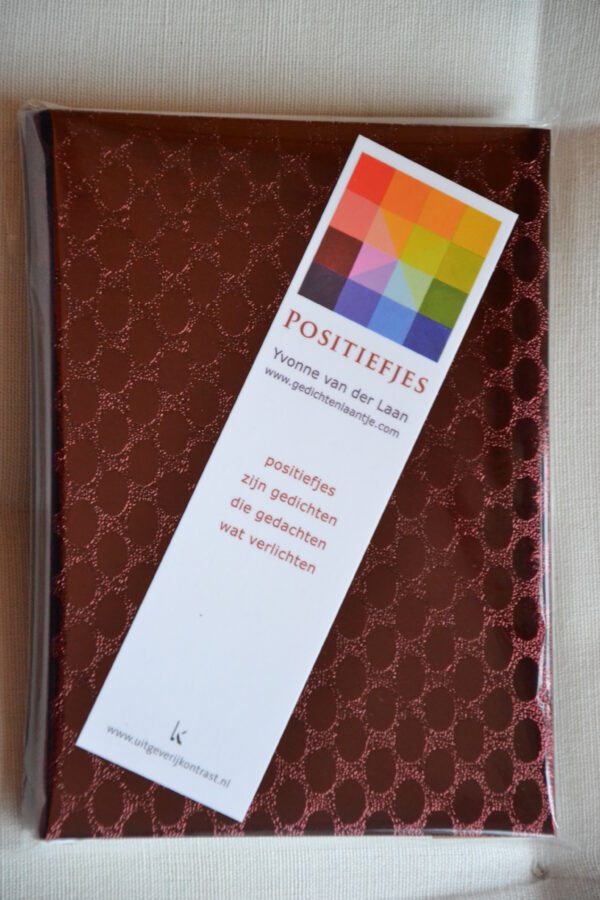 POSITIEFJES
Yvonne van der Laan
www.gedichtenlaantje.com
positiefjes
zijn gedichten
die gedachten
wat verlichten
k
www.uitgeverijkontrast.nl